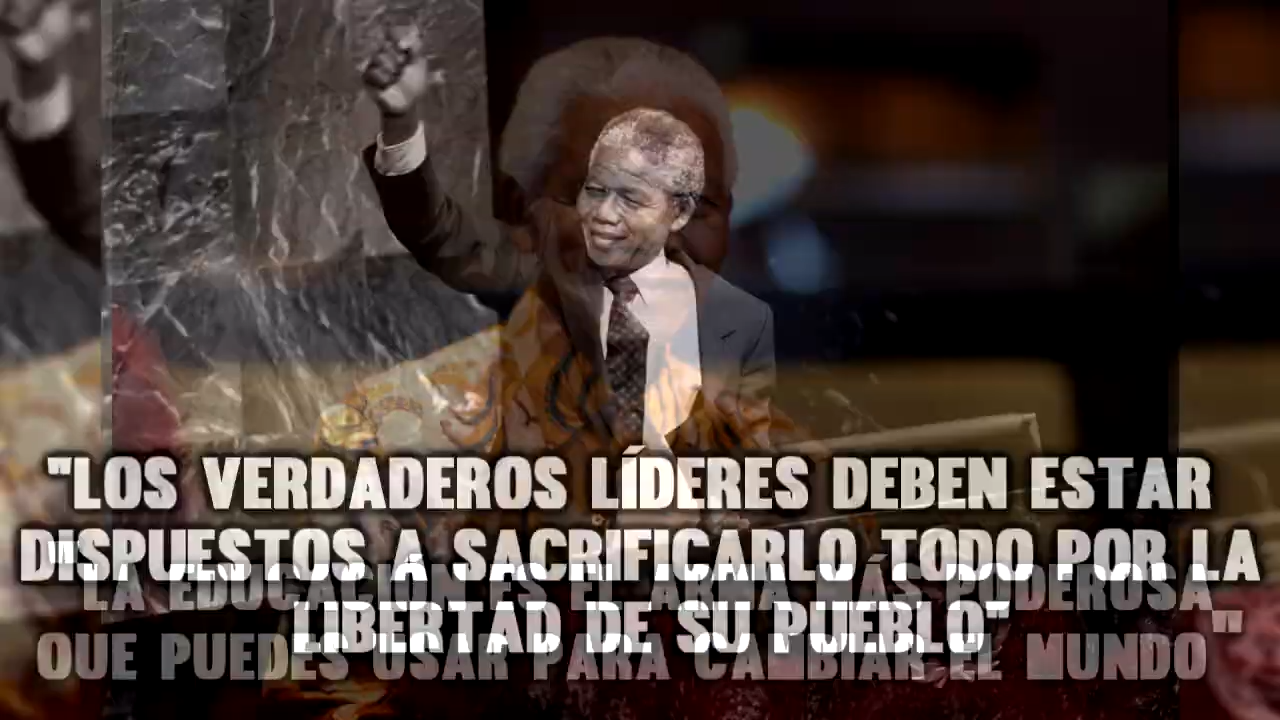 "LOS VERDADEROS LÍDERES DEBEN ESTAR
DISPUESTOS A SACRIFICARLO TODO POR LA
LIBERTAD DE SU PUEBLO"
"LA EDUCACIÓN ES EL ARMA MÁS PODEROSA
QUE PUEDES USAR PARA CAMBIAR EL MUNDO"